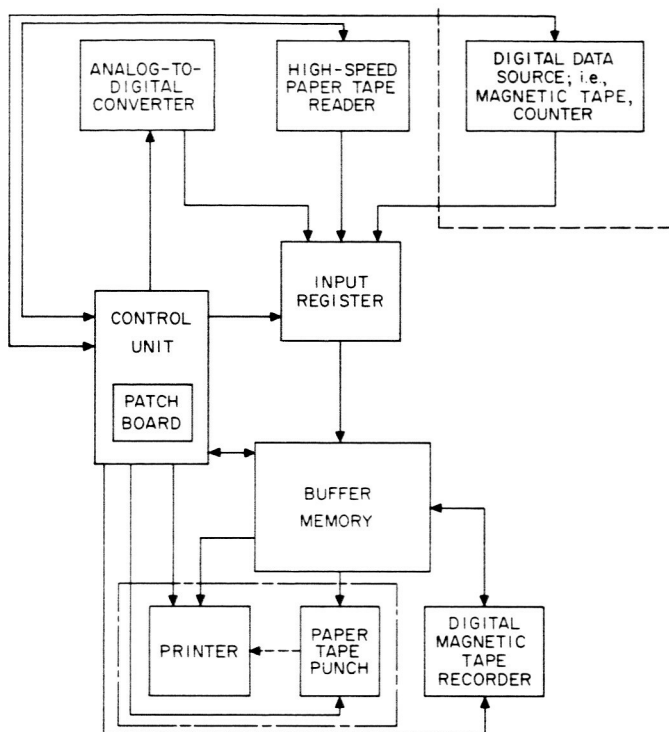 ANALOG-TO-
DIGITAL
CONVERTER
HIGH-SPEED
PAPER TAPE
READER
DIGITAL DATA
SOURCE; i.e.,
MAGNETIC TAPE,
COUNTER
INPUT
REGISTER
CONTROL
UNIT
PATCH
BOARD
BUFFER
MEMORY
PRINTER
PAPER
TAPE
PUNCH
DIGITAL
MAGNETIC
TAPE
RECORDER